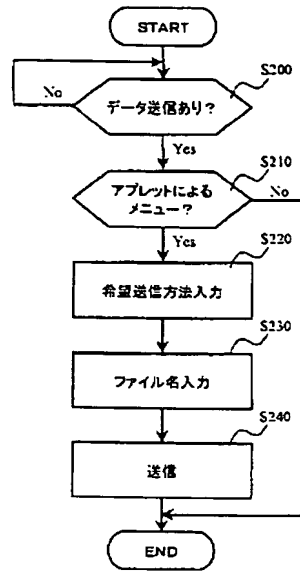 START
S200
No
データ送信あり?
Yes
S210
アプレットによる
メニュー?
No
Yes
S220
希望送信方法入力
S230
ファイル名入力
S240
送信
END